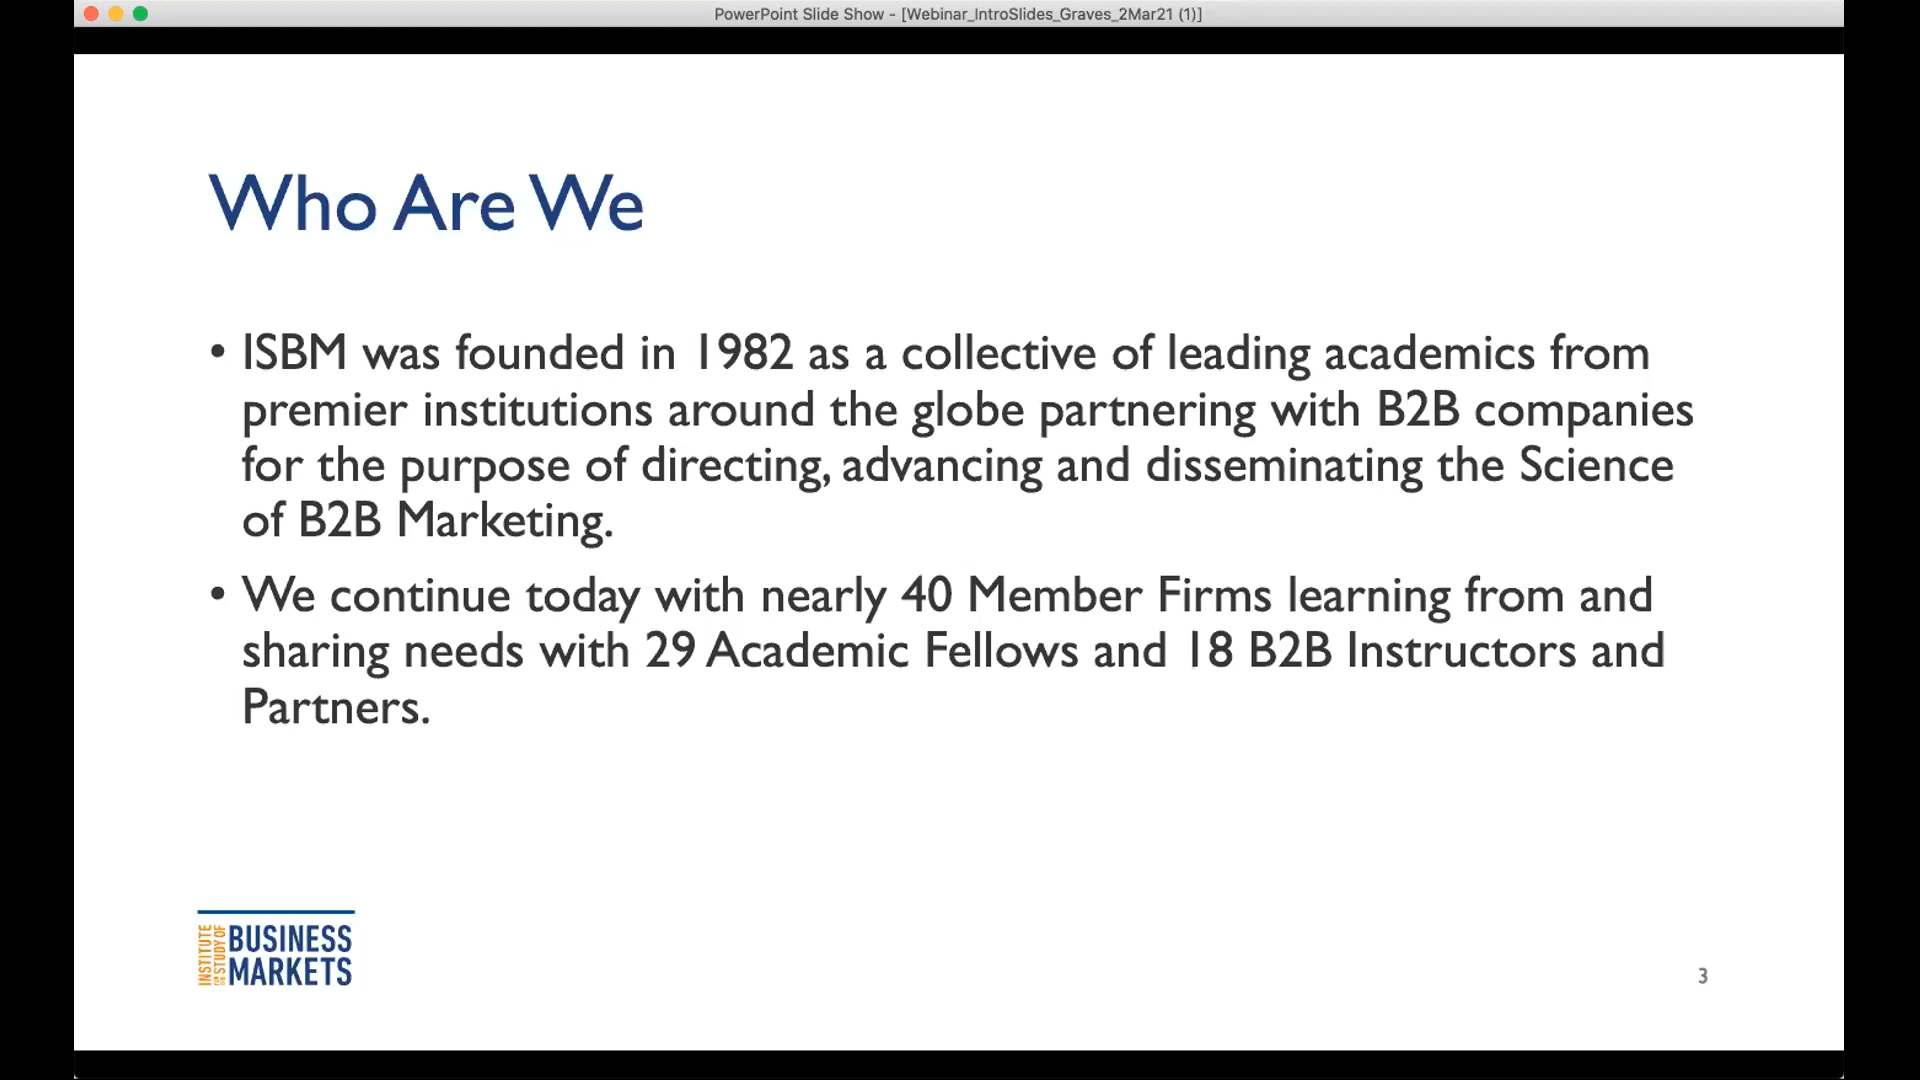 PowerPoint Slide Show - [Webinar_IntroSlides_Graves_2Mar21 (1)]
Who Are We
• ISBM was founded in 1982 as a collective of leading academics from
premier institutions around the globe partnering with B2B companies
for the purpose of directing, advancing and disseminating the Science
of B2B Marketing.
• We continue today with nearly 40 Member Firms learning from and
sharing needs with 29 Academic Fellows and 18 B2B Instructors and
Partners.
INSTITUTE
FOR THE STUDY OF
BUSINESS
MARKETS
3